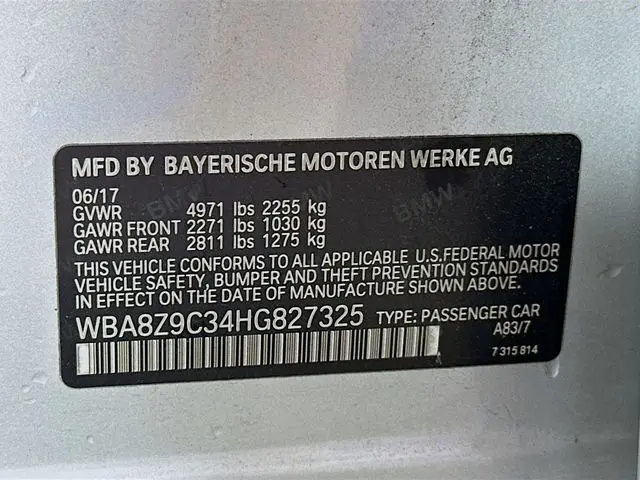 MFD BY BAYERISCHE MOTOREN WERKE AG
06/17
GVWR 4971 lbs 2255 kg
GAWR FRONT 2271 lbs 1030 kg
GAWR REAR 2811 lbs 1275 kg
THIS VEHICLE CONFORMS TO ALL APPLICABLE U.S.FEDERAL MOTOR
VEHICLE SAFETY, BUMPER AND THEFT PREVENTION STANDARDS
IN EFFECT ON THE DATE OF MANUFACTURE SHOWN ABOVE.
WBA8Z9C34HG827325 TYPE: PASSENGER CAR
A83/7
7 315 814